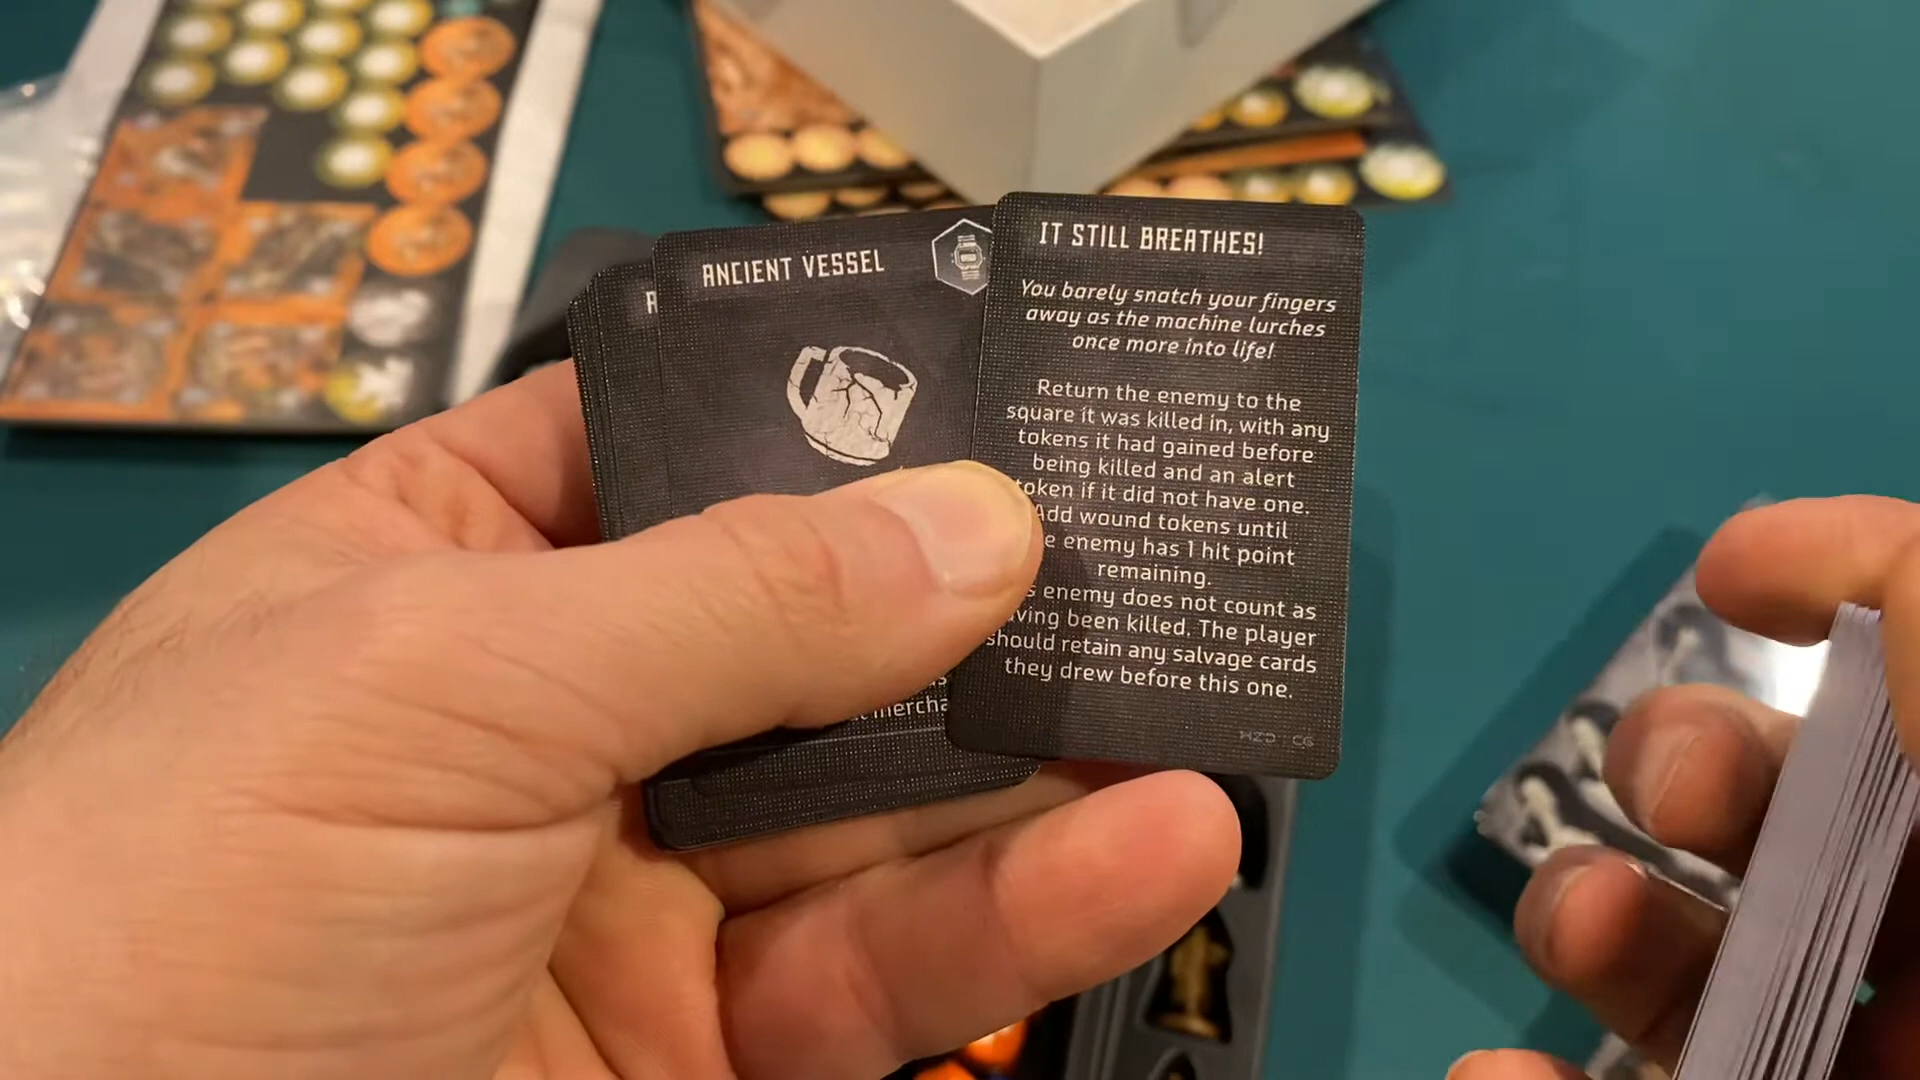 ANCIENT VESSEL
IT STILL BREATHES!
You barely snatch your fingers
away as the machine lurches
once more into life!
Return the enemy to the
square it was killed in, with any
tokens it had gained before
being killed and an alert
token if it did not have one.
Add wound tokens until
enemy has 1 hit point
remaining.
enemy does not count as
having been killed. The player
should retain any salvage cards
they drew before this one.
HZD : C6